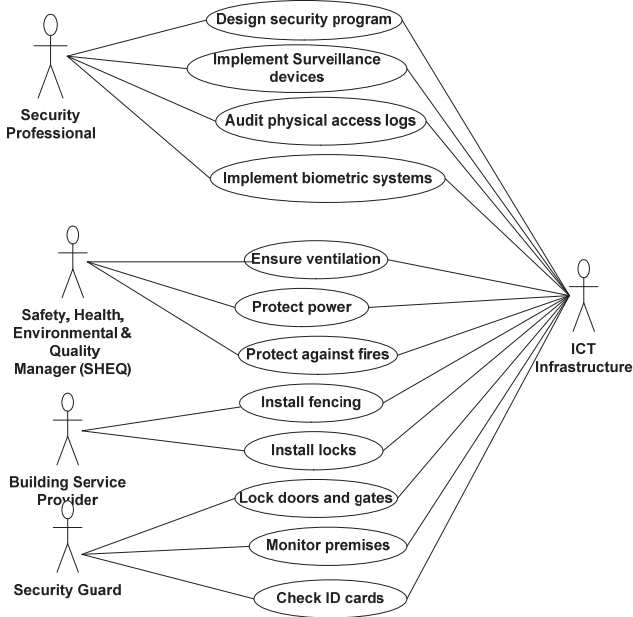 Design security program
Implement Surveillance
devices
Security
Professional
Audit physical access logs
Implement biometric systems
Ensure ventilation
Safety, Health,
Environmental &
Quality
Manager (SHEQ)
Protect power
Protect against fires
ICT
Infrastructure
Install fencing
Install locks
Building Service
Provider
Lock doors and gates
Monitor premises
Security Guard
Check ID cards